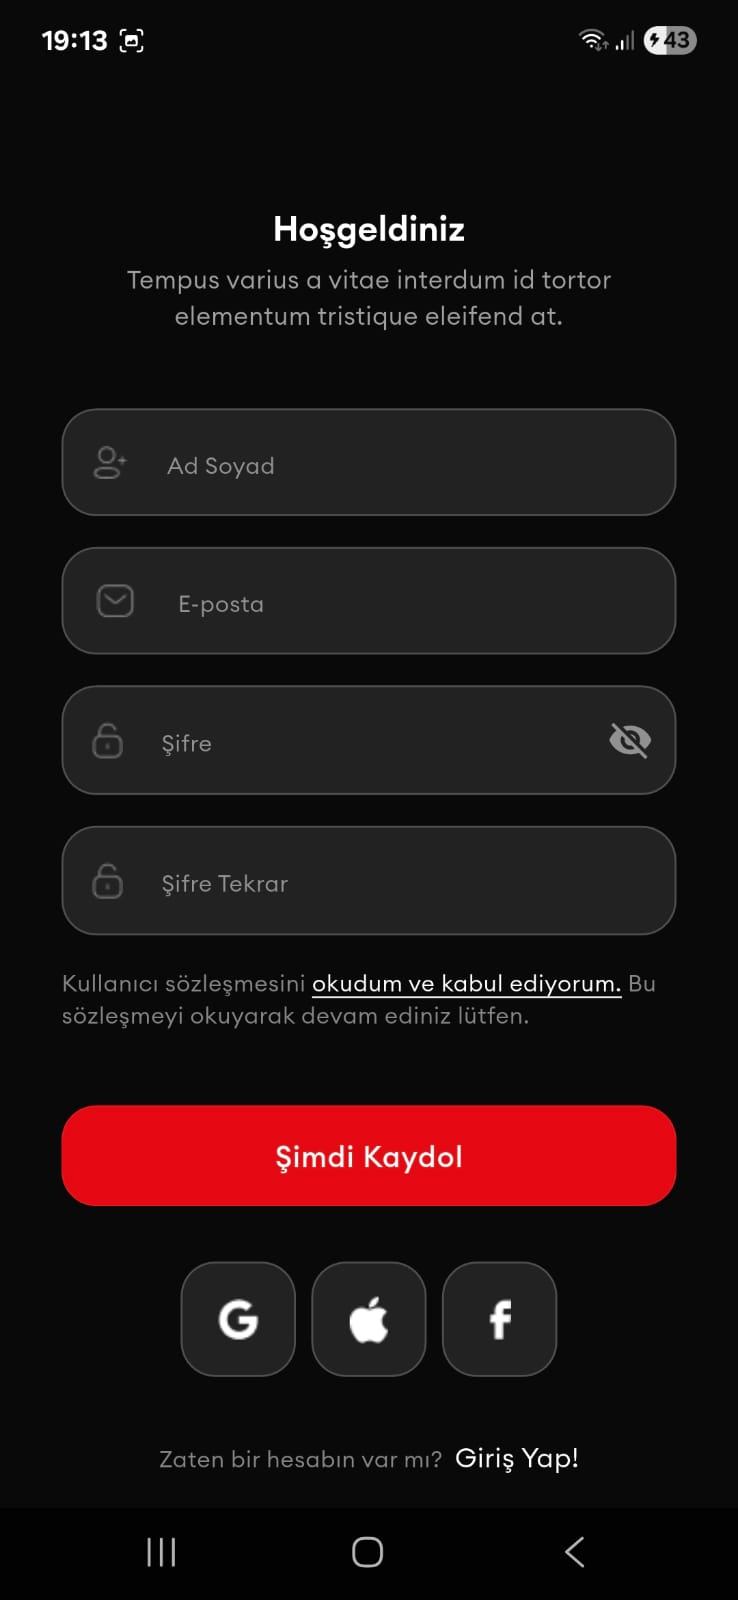 19:13
43
Hoşgeldiniz
Tempus varius a vitae interdum id tortor
elementum tristique eleifend at.
Ad Soyad
E-posta
Şifre
Şifre Tekrar
Kullanıcı sözleşmesini okudum ve kabul ediyorum. Bu
sözleşmeyi okuyarak devam ediniz lütfen.
Şimdi Kaydol
Zaten bir hesabın var mı? Giriş Yap!